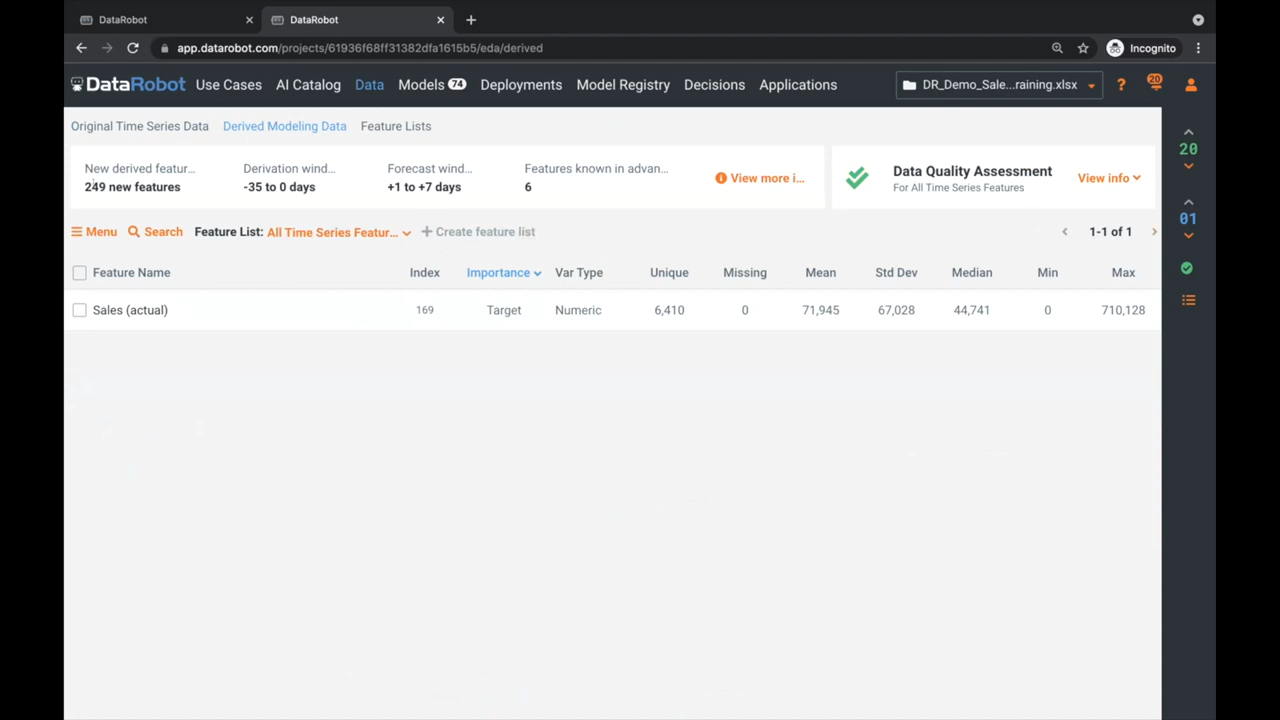 DataRobot
DataRobot
app.datarobot.com/projects/61936f68ff31382dfa1615b5/eda/derived
Incognito
DataRobot Use Cases AI Catalog Data Models 74 Deployments Model Registry Decisions Applications DR_Demo_Sale...raining.xlsx ? 20
Original Time Series Data Derived Modeling Data Feature Lists
New derived featur... Derivation wind... Forecast wind... Features known in advan...
249 new features -35 to 0 days +1 to +7 days 6
View more i...
Data Quality Assessment
For All Time Series Features
View info
20
01
Menu Search Feature List: All Time Series Featur... + Create feature list 1-1 of 1
Feature Name Index Importance Var Type Unique Missing Mean Std Dev Median Min Max
Sales (actual) 169 Target Numeric 6,410 0 71,945 67,028 44,741 0 710,128